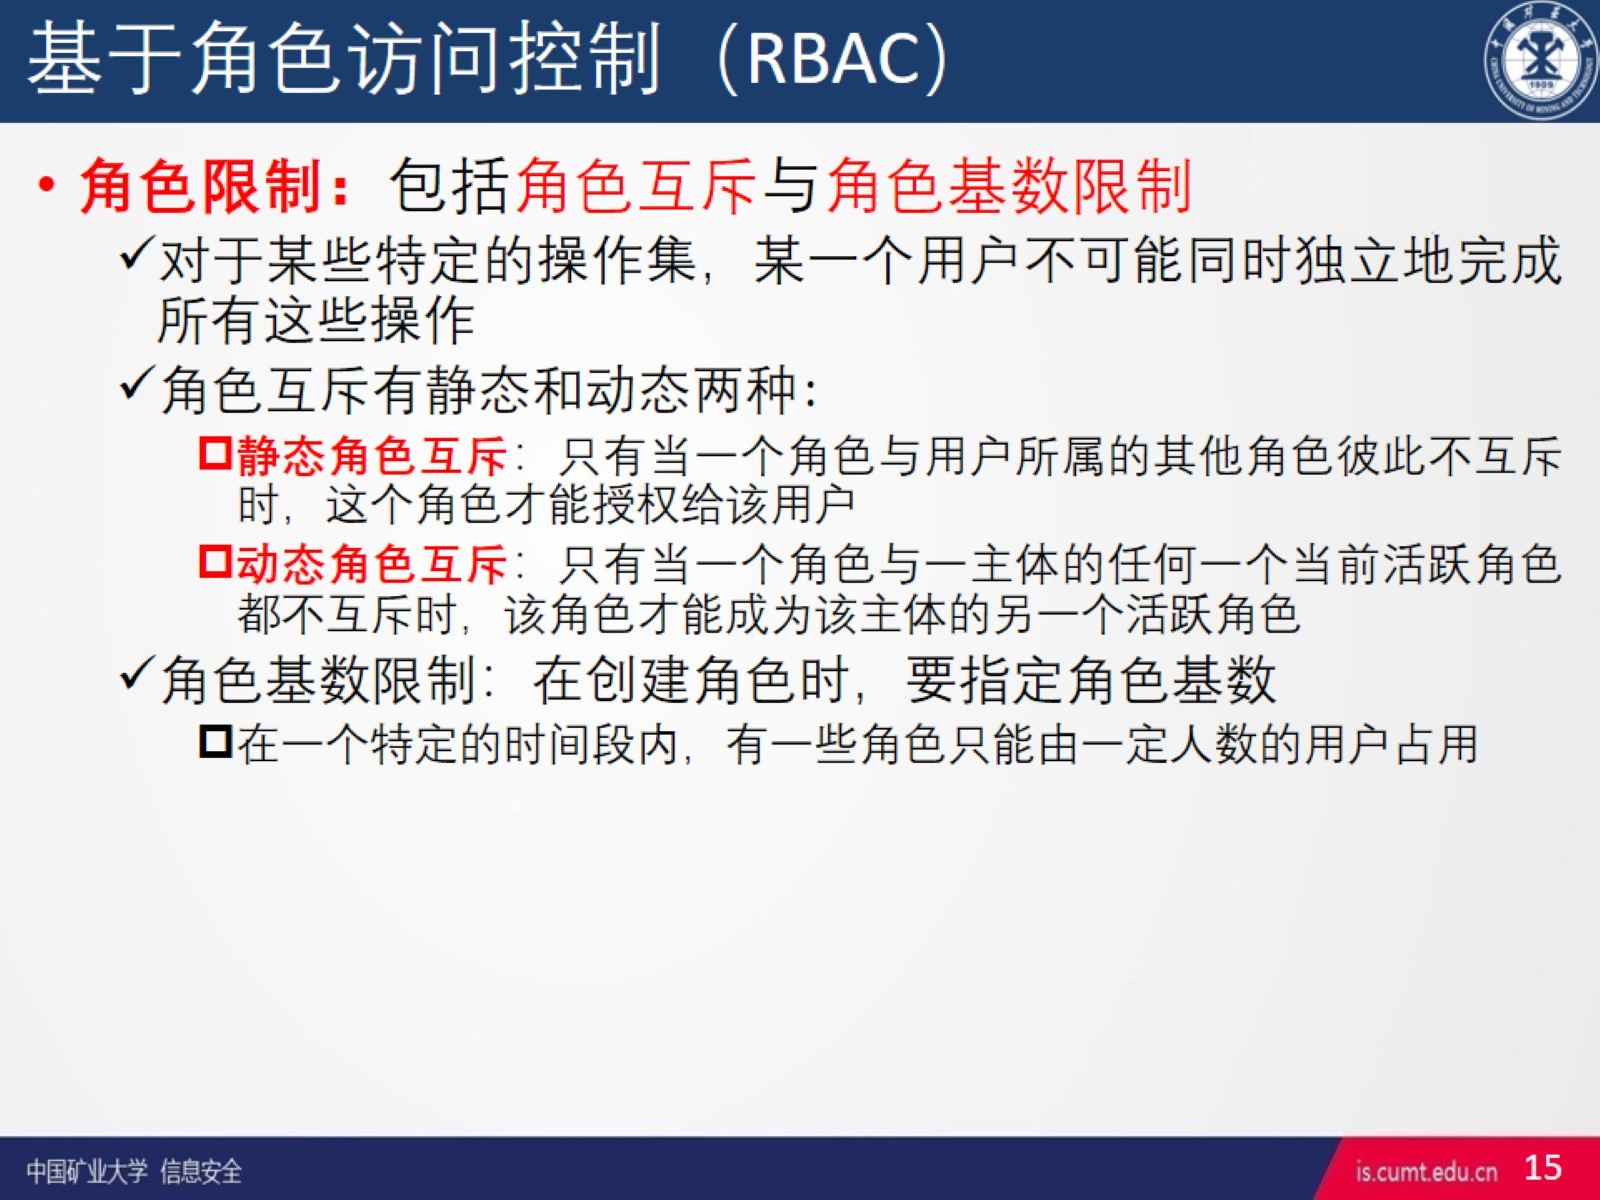 基于角色访问控制（RBAC）
• 角色限制：包括角色互斥与角色基数限制
✓对于某些特定的操作集，某一个用户不可能同时独立地完成
所有这些操作
✓角色互斥有静态和动态两种：
静态角色互斥：只有当一个角色与用户所属的其他角色彼此不互斥
时，这个角色才能授权给该用户
动态角色互斥：只有当一个角色与一主体的任何一个当前活跃角色
都不互斥时，该角色才能成为该主体的另一个活跃角色
✓角色基数限制：在创建角色时，要指定角色基数
在一个特定的时间段内，有一些角色只能由一定人数的用户占用
中国矿业大学 信息安全
is.cumt.edu.cn 15
CHINA UNIVERSITY OF MINING AND TECHNOLOGY
1909